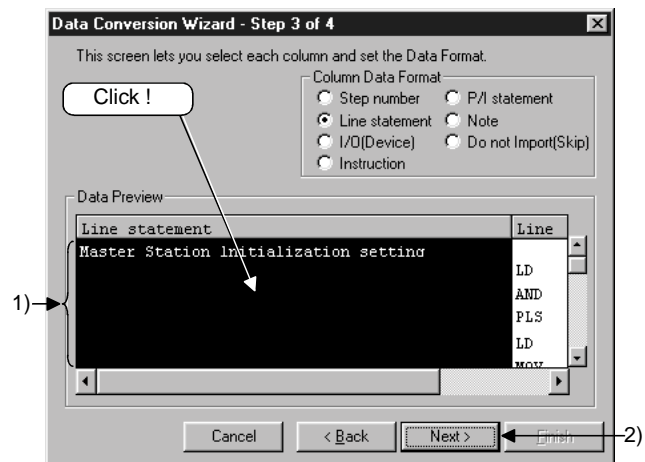 Data Conversion Wizard - Step 3 of 4
This screen lets you select each column and set the Data Format.
Click !
Column Data Format
Step number P/I statement
Line statement Note
I/O(Device) Do not Import(Skip)
Instruction
Data Preview
Line statement Line
Master Station Initialization setting
LD
AND
1)
PLS
LD
MOV
Cancel < Back Next > Finish 2)